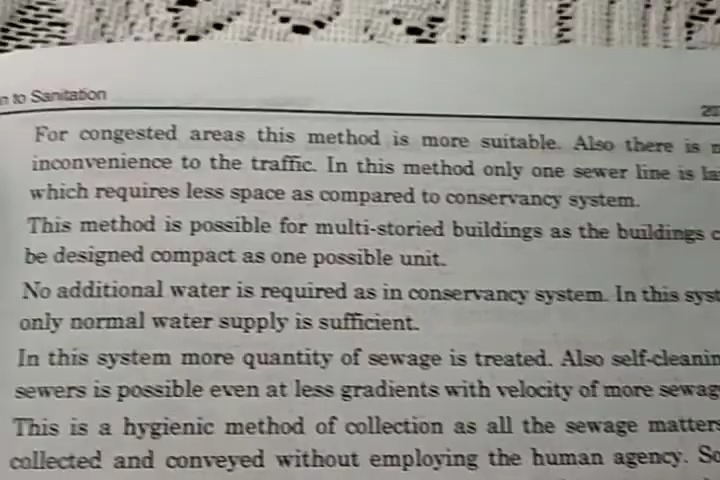 to Sanitation
For congested areas this method is more suitable. Also there is
inconvenience to the traffic. In this method only one sewer line is
which requires less space as compared to conservancy system.
This method is possible for multi-storied buildings as the buildings
be designed compact as one possible unit.
No additional water is required as in conservancy system. In this
only normal water supply is sufficient.
In this system more quantity of sewage is treated. Also
sewers is possible even at less gradients with velocity of more
This is a hygienic method of collection as all the sewage matters
collected and conveyed without employing the human agency.